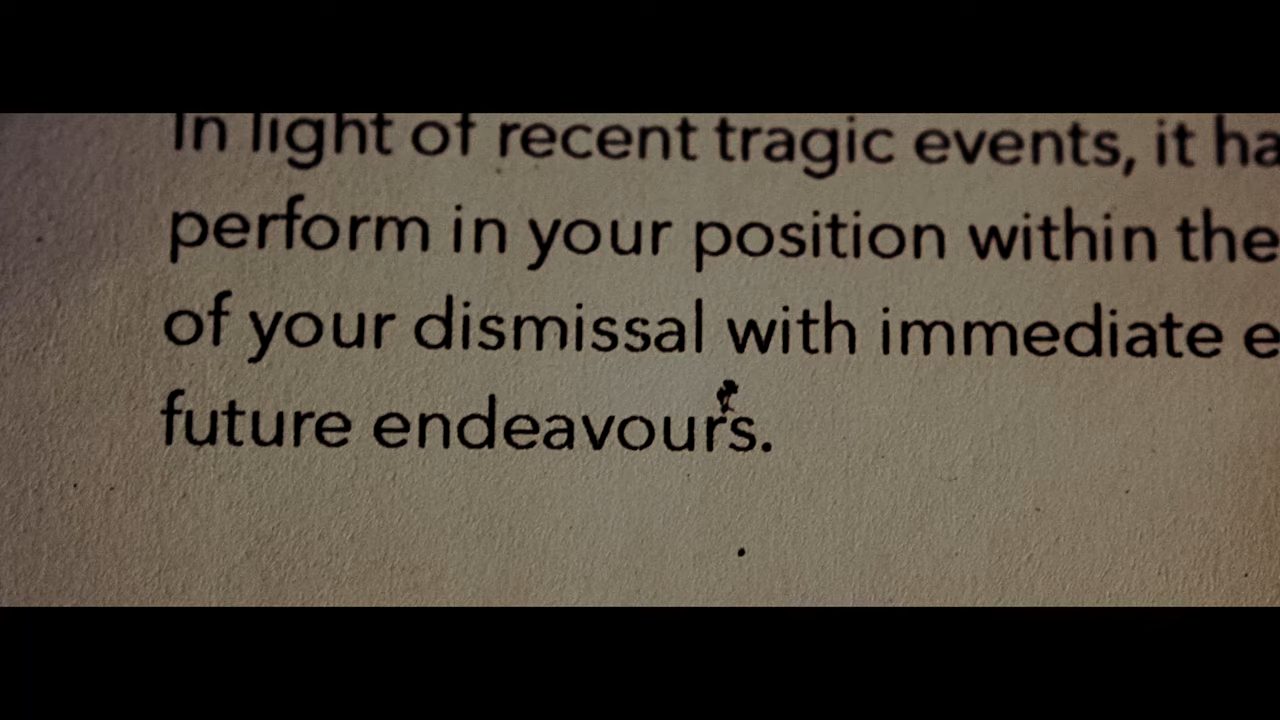 In light of recent tragic events, it ha
perform in your position within the
of your dismissal with immediate e
future endeavours.